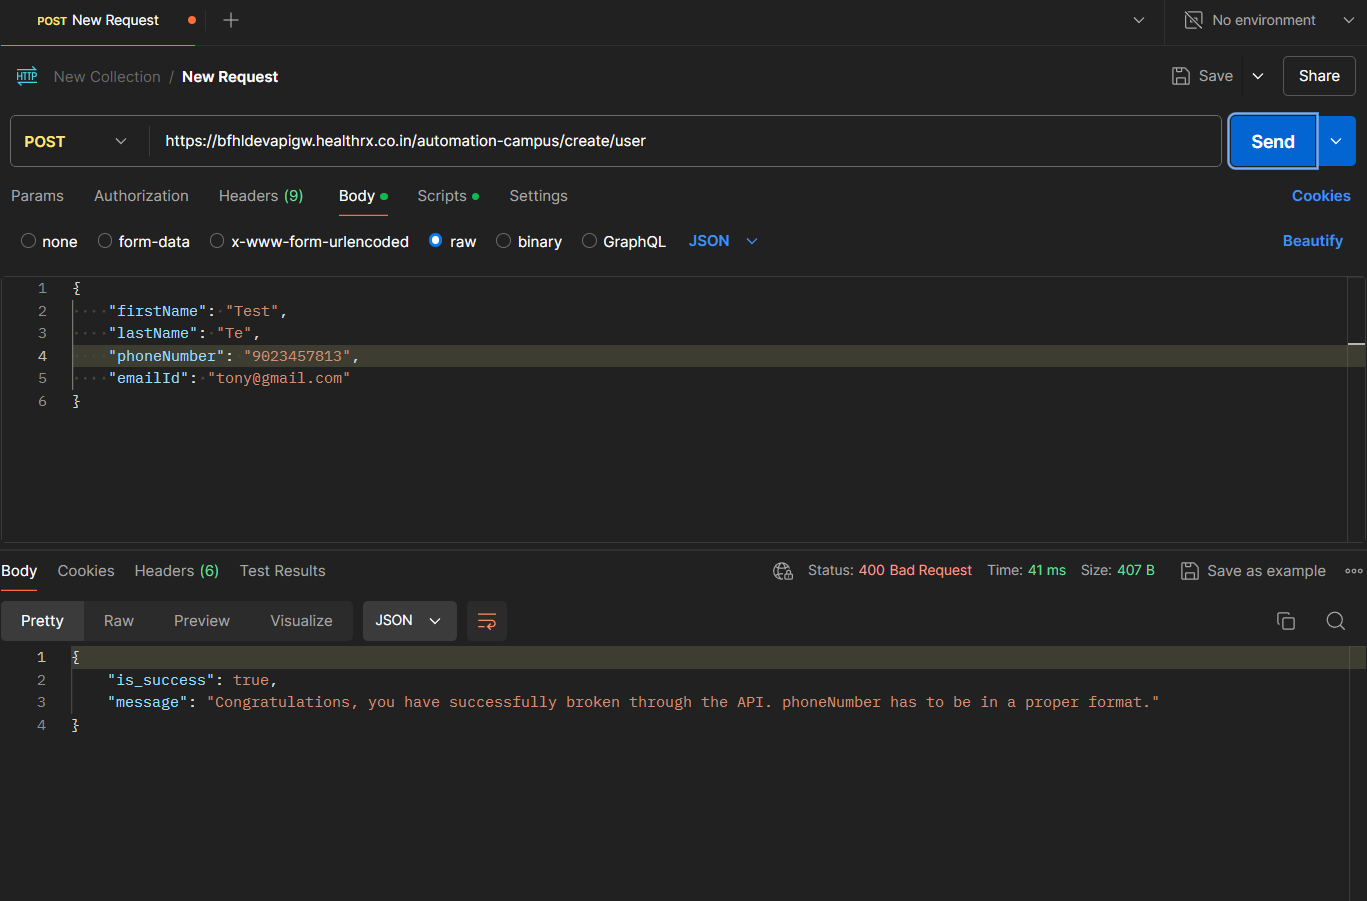 POST New Request
No environment
HTTP New Collection / New Request Save Share
POST https://bfhldevapigw.healthrx.co.in/automation-campus/create/user Send
Params Authorization Headers (9) Body Scripts Settings Cookies
none form-data x-www-form-urlencoded raw binary GraphQL JSON Beautify
1 {
2 "firstName": "Test",
3 "lastName": "Te",
4 "phoneNumber": "9023457813",
5 "emailId": "tony@gmail.com"
6 }
Body Cookies Headers (6) Test Results Status: 400 Bad Request Time: 41 ms Size: 407 B Save as example
Pretty Raw Preview Visualize JSON
1 {
2 "is_success": true,
3 "message": "Congratulations, you have successfully broken through the API. phoneNumber has to be in a proper format."
4 }